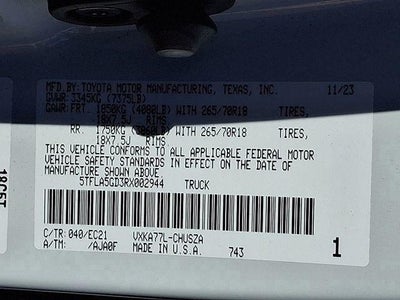 MFD.BY:TOYOTA MOTOR MANUFACTURING, TEXAS, INC. 11/23
GVWR: 3345KG (7375LB)
GAWR: FRT. 1850KG (4080LB) WITH 265/70R18 TIRES,
18X7.5J RIMS
RR. 1750KG WITH 265/70R18 TIRES,
18X7.5J RIMS
THIS VEHICLE CONFORMS TO ALL APPLICABLE FEDERAL MOTOR
VEHICLE SAFETY STANDARDS IN EFFECT ON THE DATE OF
MANUFACTURE SHOWN ABOVE.
5TFLA5GD3RX002944 TRUCK
C/TR: 040/EC21 VXKA77L-CHUSZA
A/TM: /AJA0F MADE IN U.S.A. 743 1